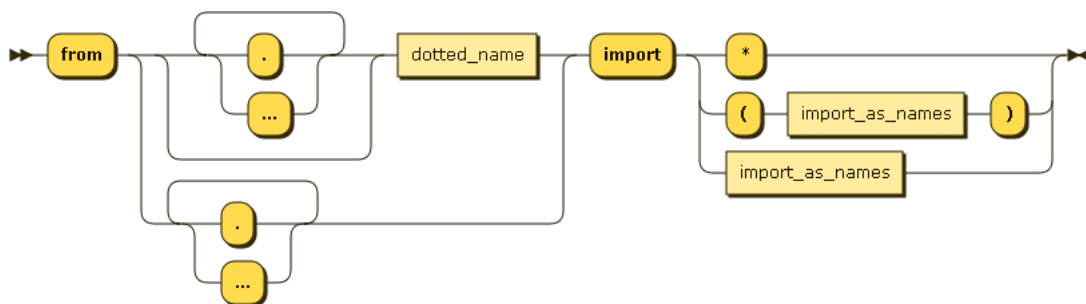 from . dotted_name import *
... ( import_as_names )
import_as_names
.
...